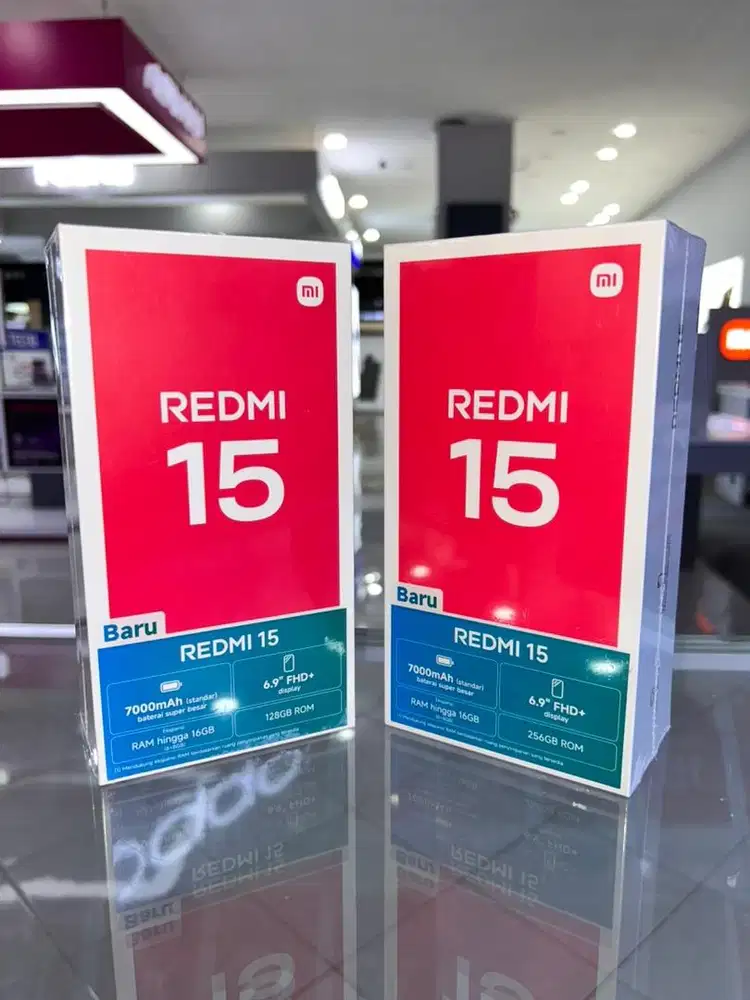 mi
REDMI
15
Baru
REDMI 15
7000mAh (standar)
baterai super besar
6.9" FHD+
display
RAM hingga 16GB
128GB ROM
mi
REDMI
15
Baru
REDMI 15
7000mAh (standar)
baterai super besar
6.9" FHD+
display
RAM hingga 16GB
256GB ROM